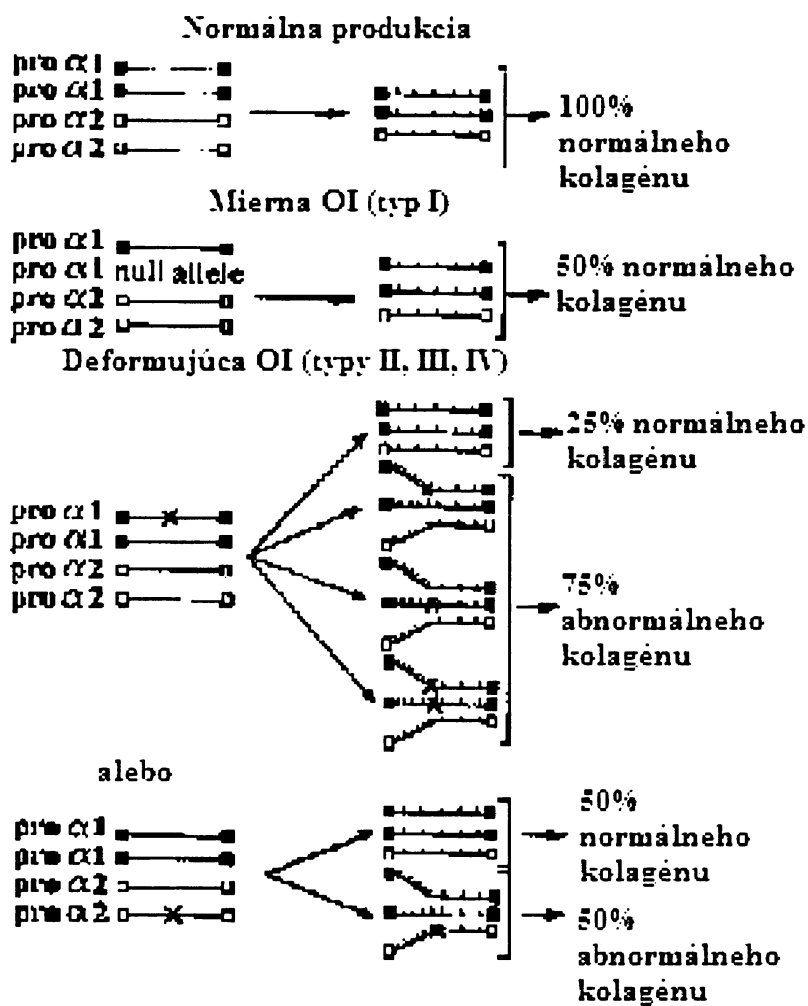 Normálna produkcia
pro α1
pro α1
pro α2
pro α2
100%
normálneho
kolagénu
Mierna OI (typ I)
pro α1
pro α1 null allele
pro α2
pro α2
50% normálneho
kolagénu
Deformujúca OI (typy II, III, IV)
25% normálneho
kolagénu
pro α1
pro α1
pro α2
pro α2
75%
abnormálneho
kolagénu
alebo
pro α1
pro α1
pro α2
pro α2
50%
normálneho
kolagénu
50%
abnormálneho
kolagénu